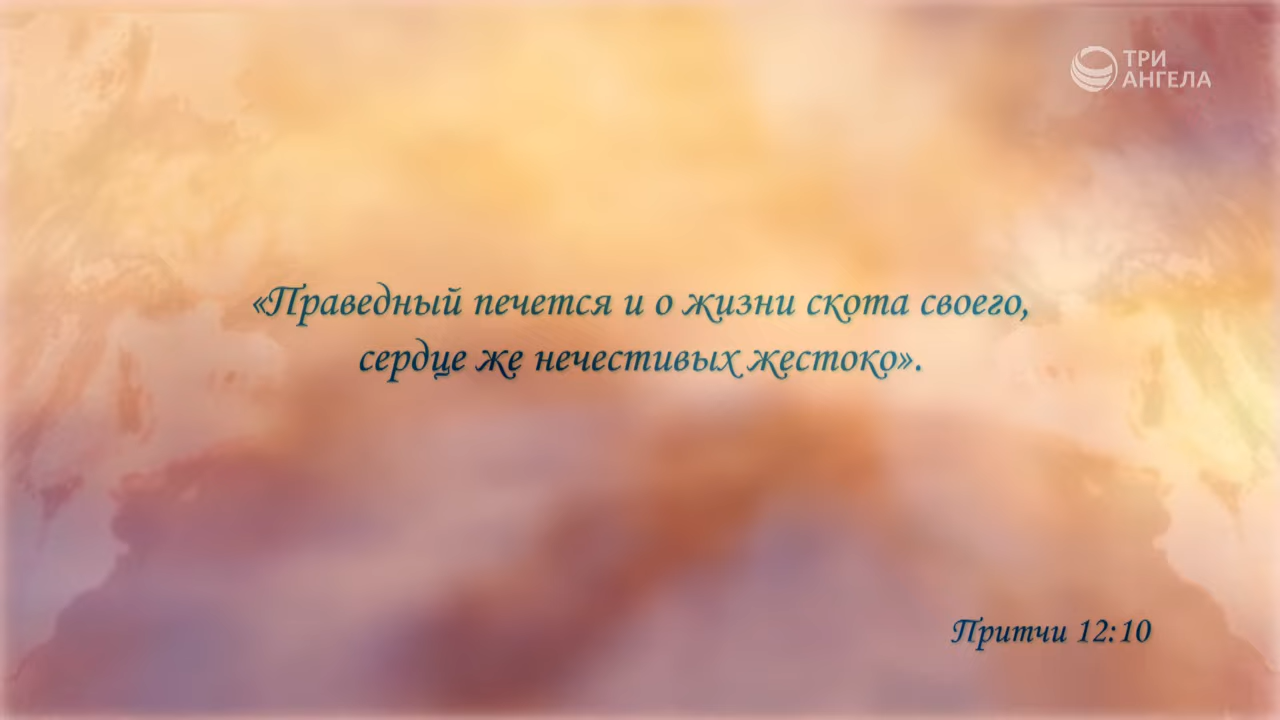 ТРИ
АНГЕЛА
«Праведный печется и о жизни скота своего,
сердце же нечестивых жестоко».
Притчи 12:10